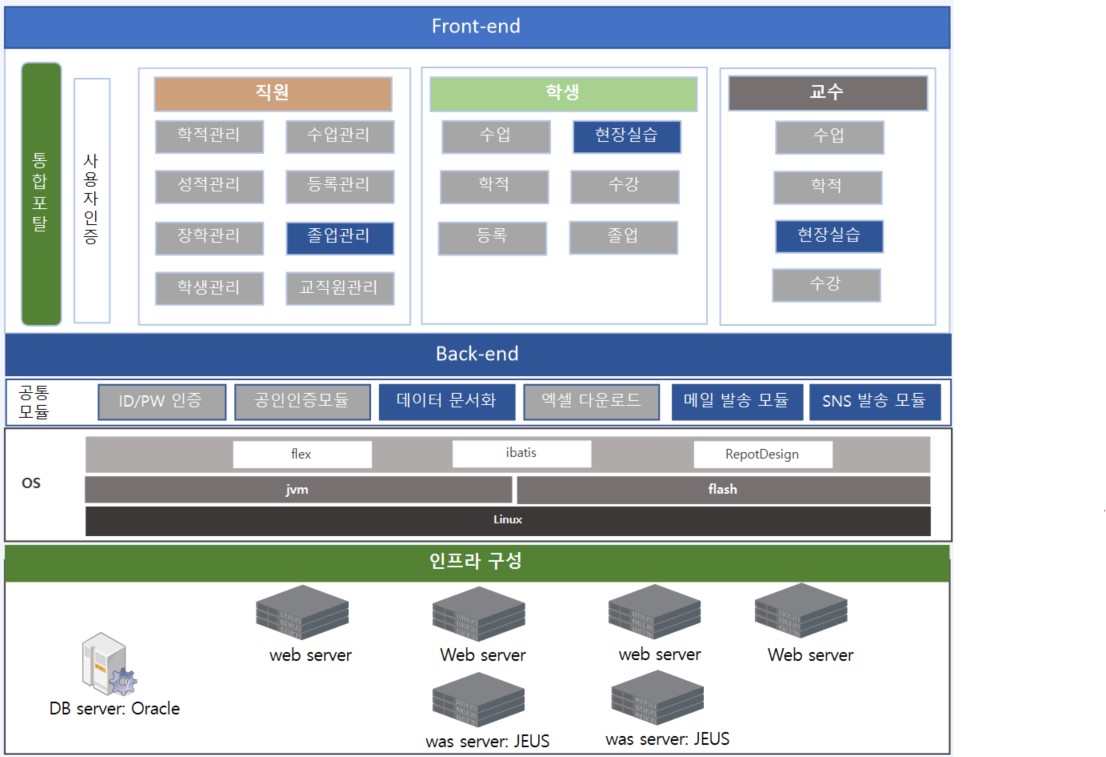 Front-end
통합포탈
사용자인증
직원
학적관리 수업관리
성적관리 등록관리
장학관리 졸업관리
학생관리 교직원관리
학생
수업 현장실습
학적 수강
등록 졸업
교수
수업
학적
현장실습
수강
Back-end
공통
모듈
ID/PW 인증 공인인증모듈 데이터 문서화 엑셀 다운로드 메일 발송 모듈 SNS 발송 모듈
OS
flex ibatis RepotDesign
jvm flash
Linux
인프라 구성
web server Web server web server Web server
DB server: Oracle
was server: JEUS was server: JEUS